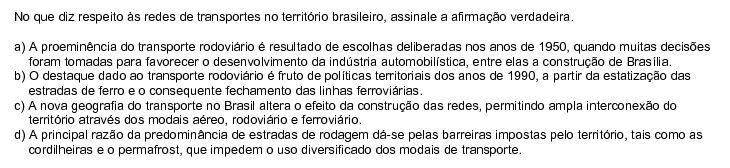 No que diz respeito às redes de transportes no território brasileiro, assinale a afirmação verdadeira.
a) A proeminência do transporte rodoviário é resultado de escolhas deliberadas nos anos de 1950, quando muitas decisões
foram tomadas para favorecer o desenvolvimento da indústria automobilística, entre elas a construção de Brasília.
b) O destaque dado ao transporte rodoviário é fruto de políticas territoriais dos anos de 1990, a partir da estatização das
estradas de ferro e o consequente fechamento das linhas ferroviárias.
c) A nova geografia do transporte no Brasil altera o efeito da construção das redes, permitindo ampla interconexão do
território através dos modais aéreo, rodoviário e ferroviário.
d) A principal razão da predominância de estradas de rodagem dá-se pelas barreiras impostas pelo território, tais como as
cordilheiras e o permafrost, que impedem o uso diversificado dos modais de transporte.